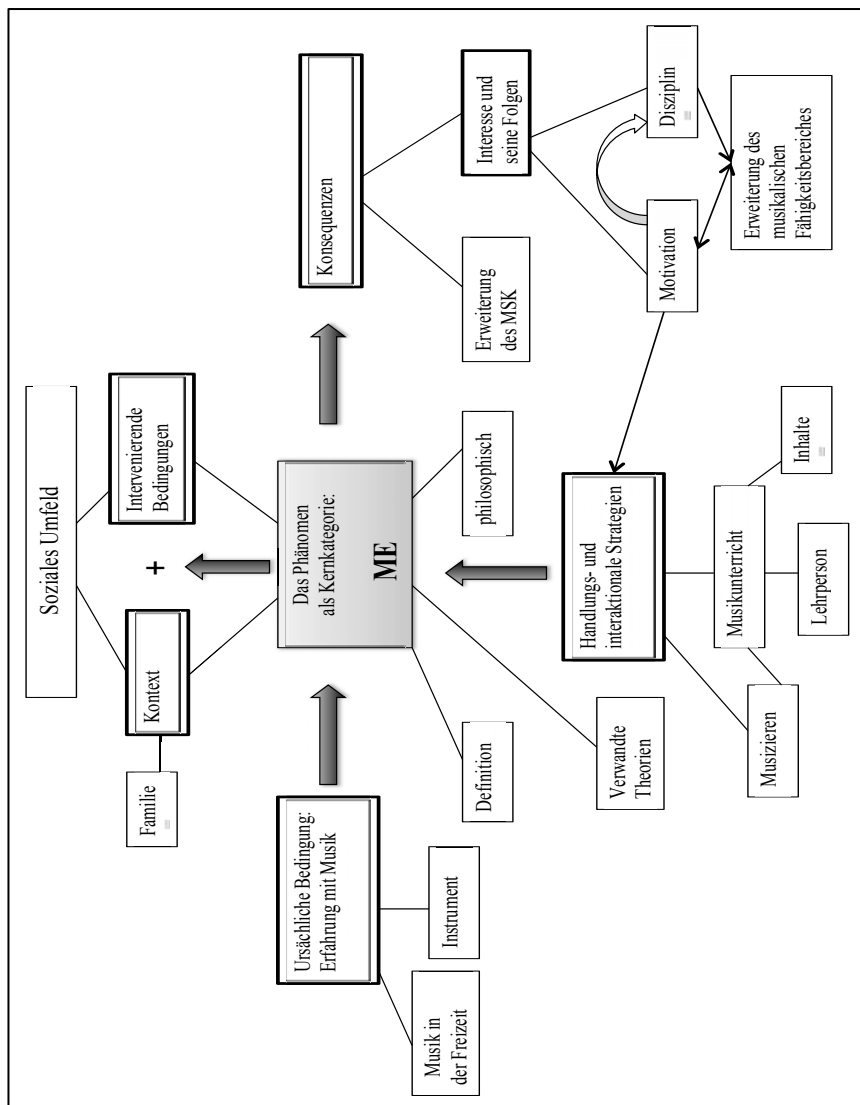 Soziales Umfeld
Familie
Kontext
+
Intervenierende
Bedingungen
Ursächliche Bedingung:
Erfahrung mit Musik
Musik in
der Freizeit
Instrument
Das Phänomen
als Kernkategorie:
ME
Definition
Verwandte
Theorien
philosophisch
Handlungs- und
interaktionale Strategien
Musizieren
Musikunterricht
Lehrperson
Inhalte
Konsequenzen
Erweiterung
des MSK
Interesse und
seine Folgen
Motivation
Disziplin
Erweiterung des
musikalischen
Fähigkeitsbereiches